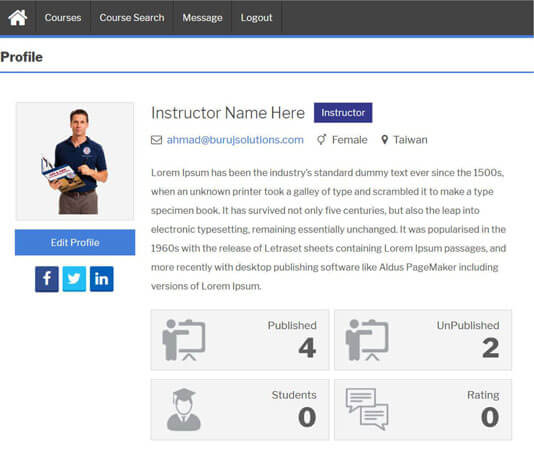 Courses
Course Search
Message
Logout
Profile
Instructor Name Here
Instructor
ahmad@burujsolutions.com
Female
Taiwan
Lorem Ipsum has been the industry's standard dummy text ever since the 1500s,
when an unknown printer took a galley of type and scrambled it to make a type
specimen book. It has survived not only five centuries, but also the leap into
electronic typesetting, remaining essentially unchanged. It was popularised in the
1960s with the release of Letraset sheets containing Lorem Ipsum passages, and
more recently with desktop publishing software like Aldus PageMaker including
versions of Lorem Ipsum.
Edit Profile
Published
4
UnPublished
2
Students
0
Rating
0